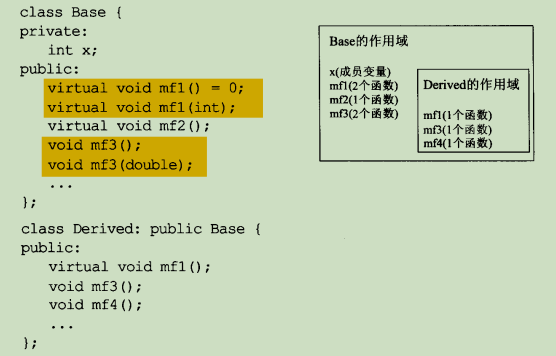 class Base {
private:
int x;
public:
virtual void mf1() = 0;
virtual void mf1(int);
virtual void mf2();
void mf3();
void mf3(double);
...
};
class Derived: public Base {
public:
virtual void mf1();
void mf3();
void mf4();
...
};
Base的作用域
x(成员变量)
mf1(2个函数)
mf2(1个函数)
mf3(2个函数)
Derived的作用域
mf1(1个函数)
mf3(1个函数)
mf4(1个函数)